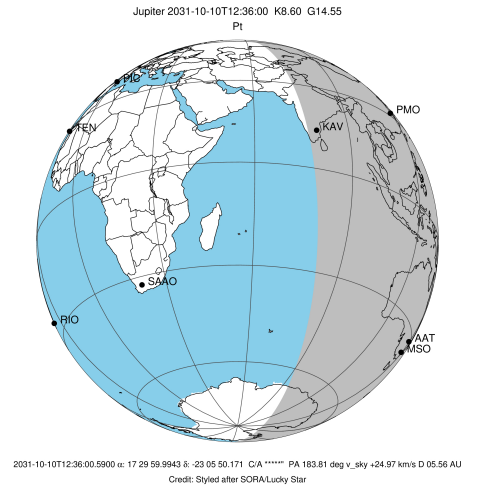 Jupiter 2031-10-10T12:36:00 K8.60 G14.55
Pt
PIC
TEN
PMO
KAV
SAAO
RIO
AAT
MSO
2031-10-10T12:36:00.5900 α: 17 29 59.9943 δ: -23 05 50.171 C/A *****" PA 183.81 deg v_sky +24.97 km/s D 05.56 AU
Credit: Styled after SORA/Lucky Star